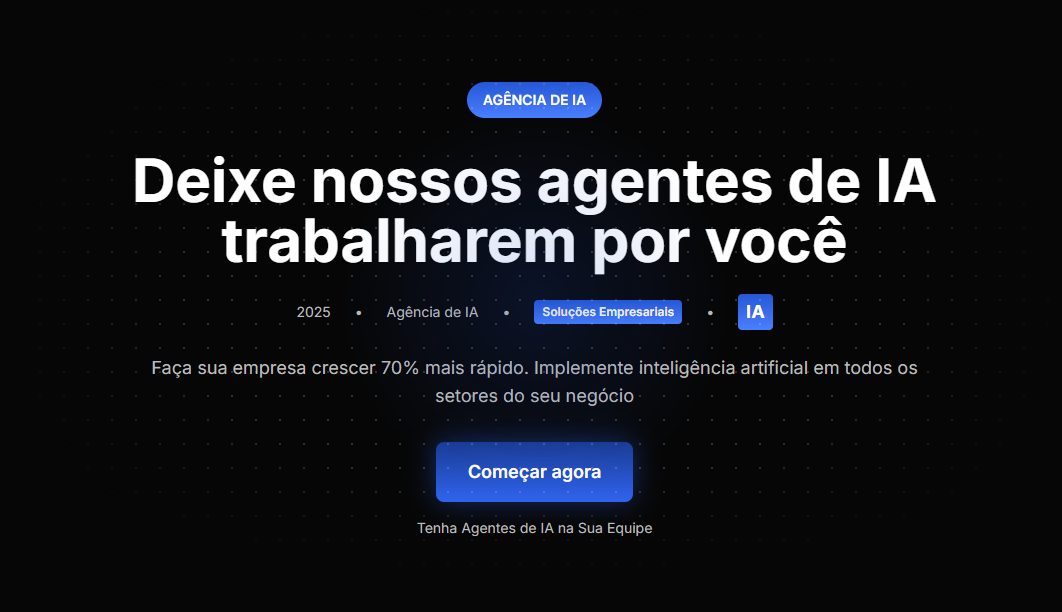 AGÊNCIA DE IA
Deixe nossos agentes de IA
trabalharem por você
2025 • Agência de IA • Soluções Empresariais • IA
Faça sua empresa crescer 70% mais rápido. Implemente inteligência artificial em todos os
setores do seu negócio
Começar agora
Tenha Agentes de IA na Sua Equipe